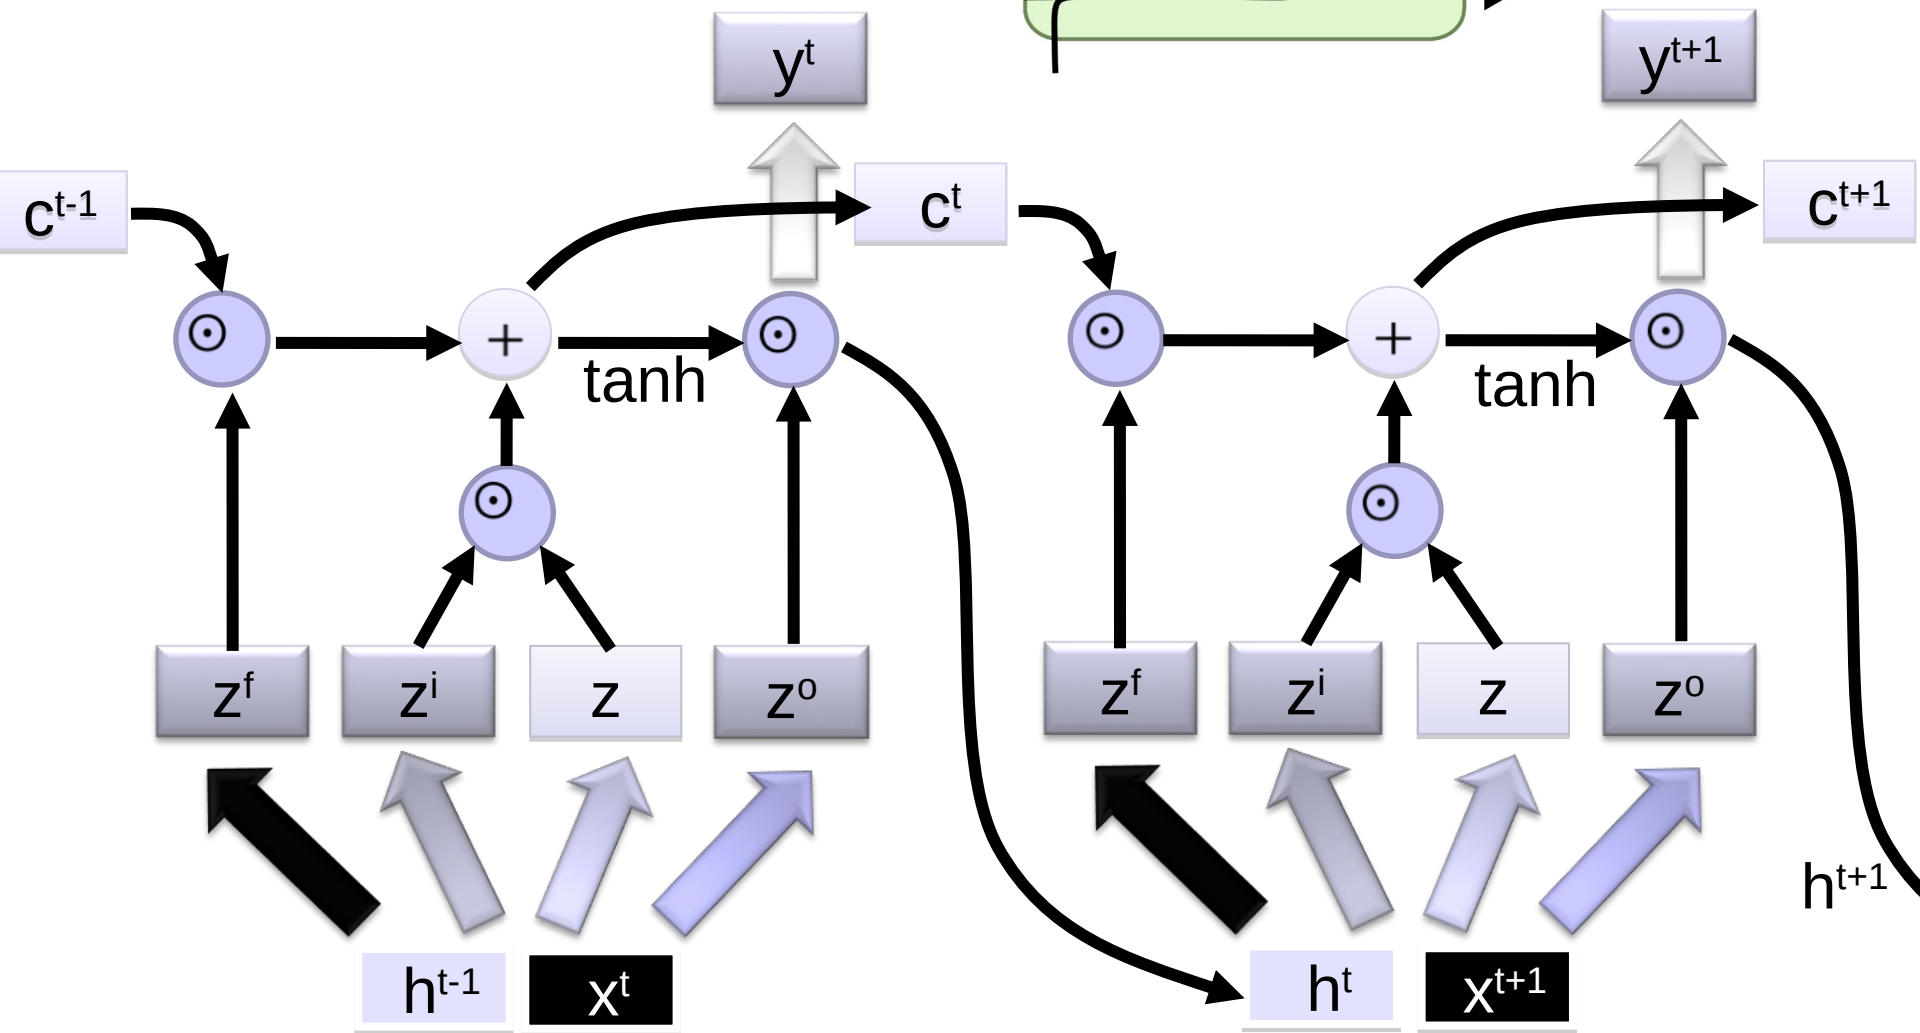 yᵗ yᵗ⁺¹
cᵗ⁻¹ cᵗ cᵗ⁺¹
⊙ + ⊙ ⊙ + ⊙
tanh tanh
⊙ ⊙
zᶠ zⁱ z zᵒ zᶠ zⁱ z zᵒ
hᵗ⁺¹
hᵗ⁻¹ xᵗ hᵗ xᵗ⁺¹